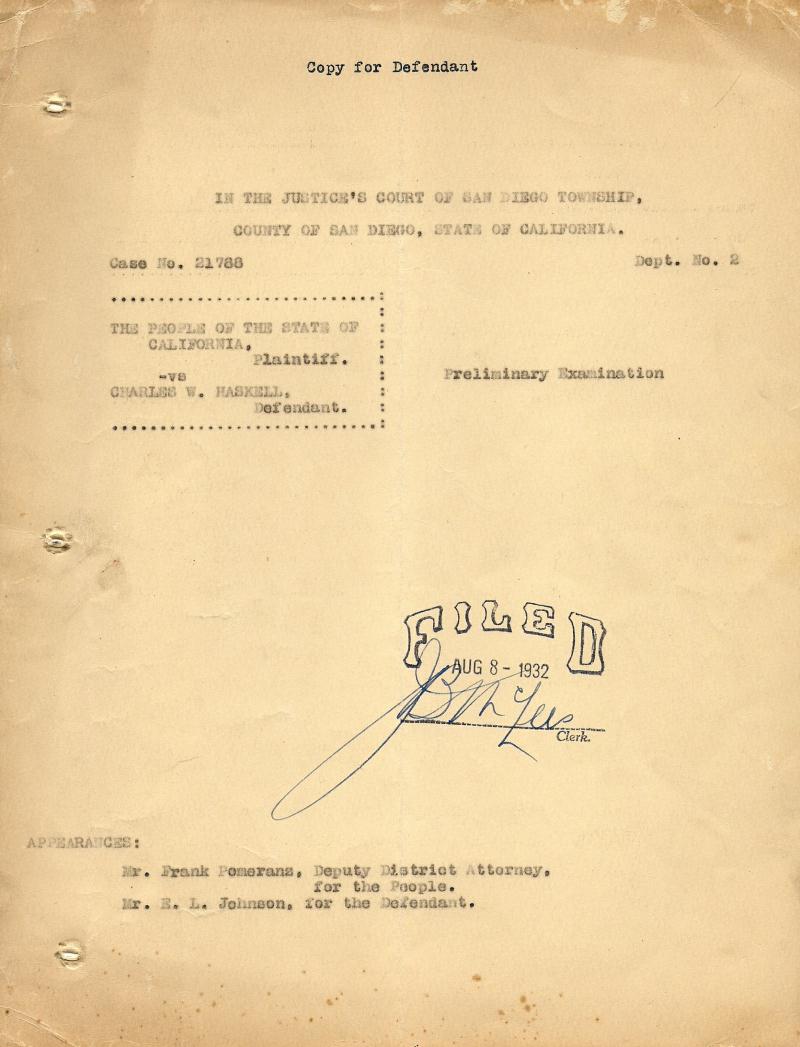 Copy for Defendant
IN THE JUSTICE'S COURT OF SAN DIEGO TOWNSHIP,
COUNTY OF SAN DIEGO, STATE OF CALIFORNIA.
Case No. 21788
Dept. No. 2
............................:
:
THE PEOPLE OF THE STATE OF :
CALIFORNIA, :
Plaintiff. :
-vs :
Preliminary Examination
CHARLES W. HASKELL, :
Defendant. :
............................:
FILED
AUG 8 - 1932
J B
Clerk.
APPEARANCES:
Mr. Frank Pomeranz, Deputy District Attorney,
for the People.
Mr. E. L. Johnson, for the Defendant.